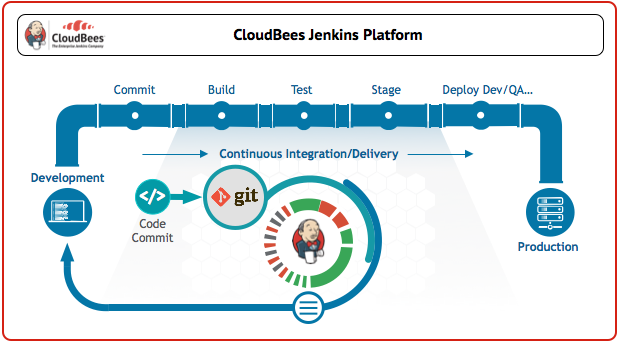 CloudBees
The Enterprise Jenkins Company
CloudBees Jenkins Platform
Commit
Build
Test
Stage
Deploy Dev/QA...
Continuous Integration/Delivery
Development
</>
git
Code
Commit
Production